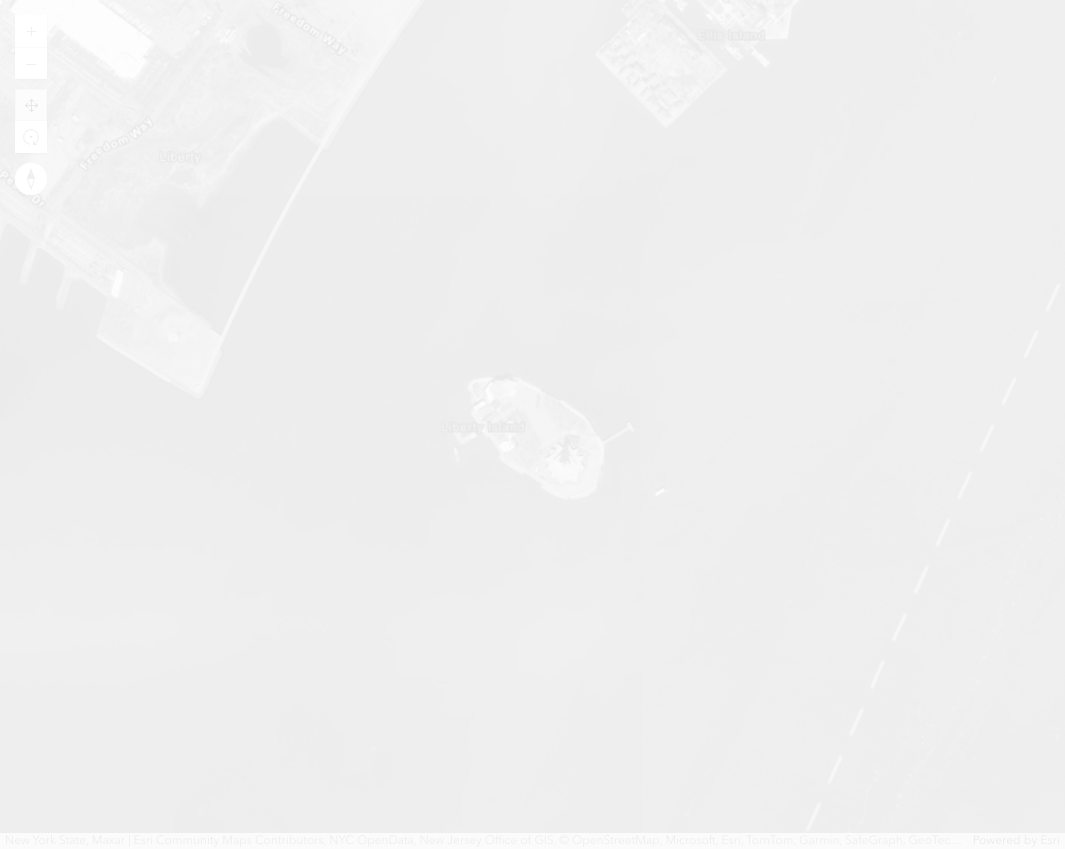 Freedom Way
Ellis Island
Freedom Way
Liberty
Liberty Island
New York State, Maxar | Esri Community Maps Contributors, NYC OpenData, New Jersey Office of GIS, © OpenStreetMap, Microsoft, Esri, TomTom, Garmin, SafeGraph, GeoTec
Powered by Esri